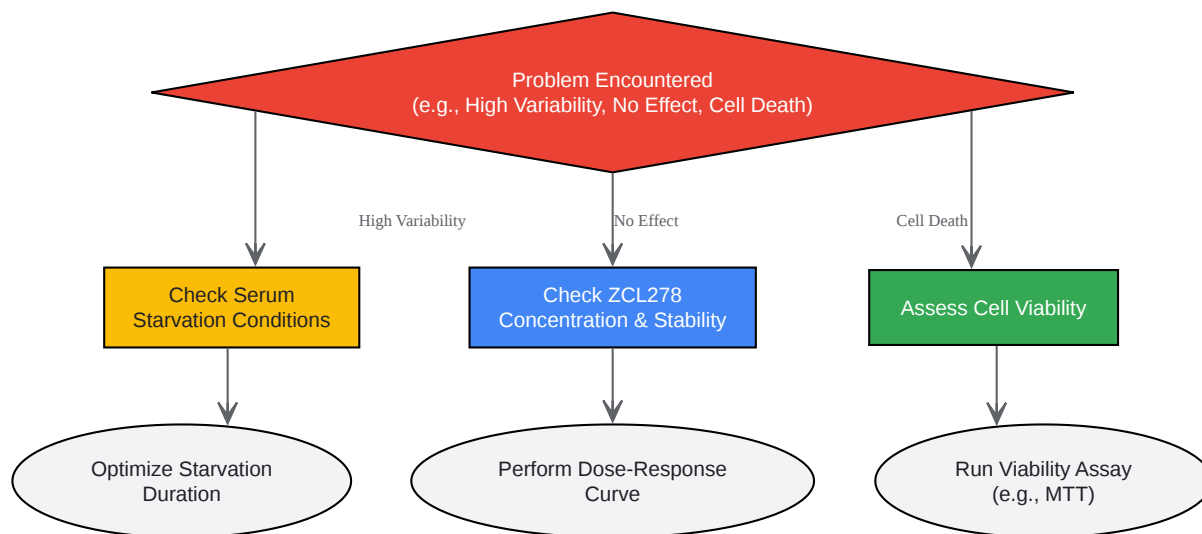 Problem Encountered
(e.g., High Variability, No Effect, Cell Death)
High Variability
No Effect
Cell Death
Check Serum
Starvation Conditions
Check ZCL278
Concentration & Stability
Assess Cell Viability
Optimize Starvation
Duration
Perform Dose-Response
Curve
Run Viability Assay
(e.g., MTT)